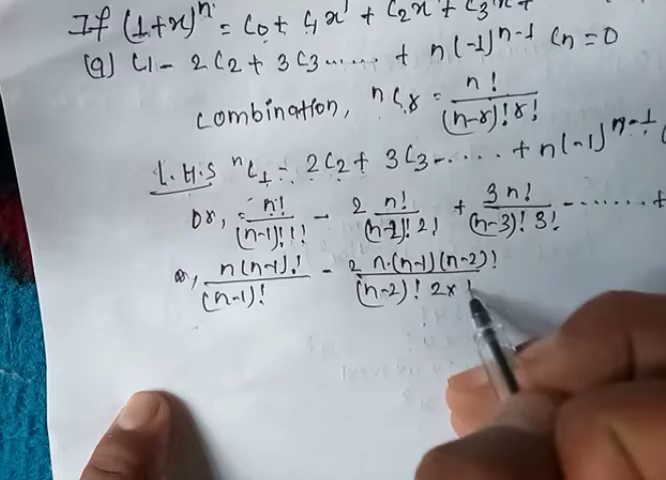 If (1+x)^n = C0 + C1x^1 + C2x^2 + C3x
(a) C1 - 2C2 + 3C3 ...... + n(-1)^n-1 Cn = 0
combination, nCr = n! / (n-r)! r!
L.H.S nC1 - 2C2 + 3C3 - ..... + n(-1)^n-1
or, = n! / (n-1)! 1! - 2 n! / (n-2)! 2! + 3 n! / (n-3)! 3! - ....... +
or, n(n-1)! / (n-1)! - 2 n.(n-1)(n-2)! / (n-2)! 2x1